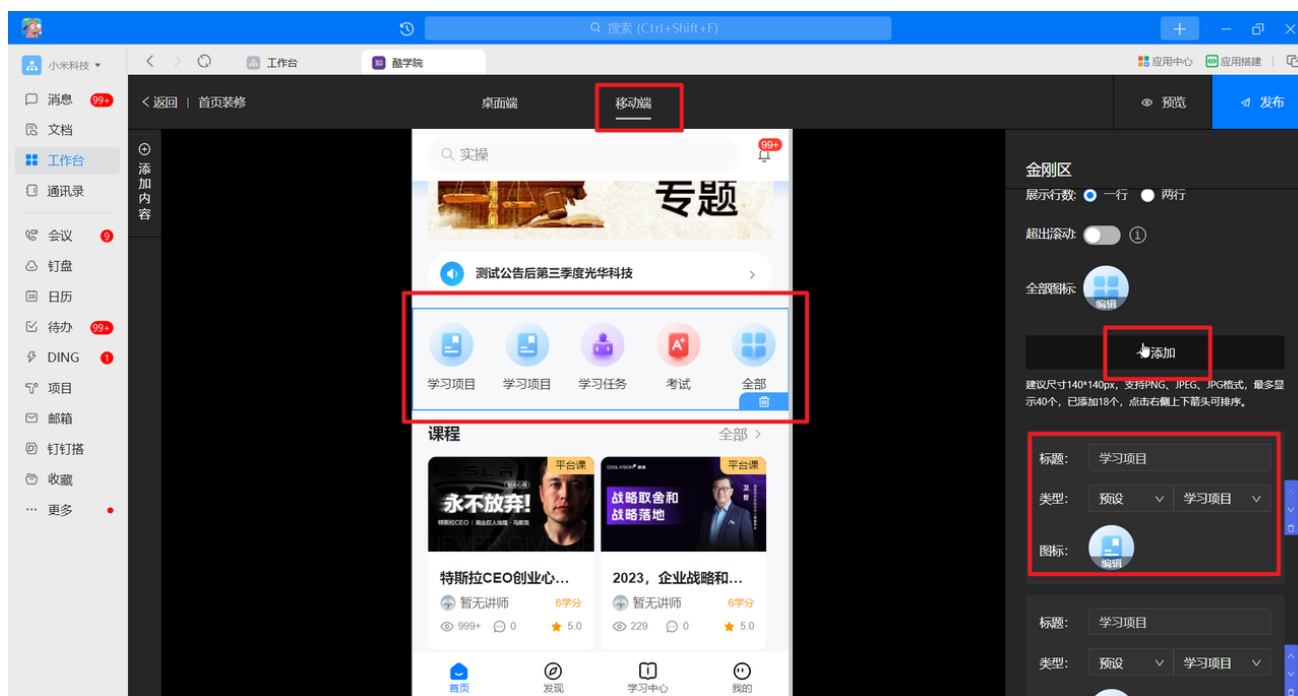 搜索 (Ctrl+Shift+F)
小米科技
工作台
酷学院
应用中心
应用搭建
消息
99+
文档
工作台
通讯录
会议
9
钉盘
日历
28
待办
99+
DING
1
项目
邮箱
钉钉搭
收藏
更多
返回 | 首页装修
桌面端
移动端
预览
发布
添加内容
实操
99+
专题
测试公告后第三季度光华科技
学习项目
学习项目
学习任务
考试
全部
课程
全部
平台课
永不放弃!
平台课
战略取舍和
战略落地
特斯拉CEO创业心...
暂无讲师
6学分
999+
0
5.0
2023，企业战略和...
暂无讲师
6学分
229
0
5.0
首页
发现
学习中心
我的
金刚区
展示行数: 一行 两行
超出滚动:
全部图标:
编辑
添加
建议尺寸140*140px，支持PNG、JPEG、JPG格式，最多显
示40个，已添加18个，点击右侧上下箭头可排序。
标题: 学习项目
类型: 预设 学习项目
图标:
编辑
标题: 学习项目
类型: 预设 学习项目